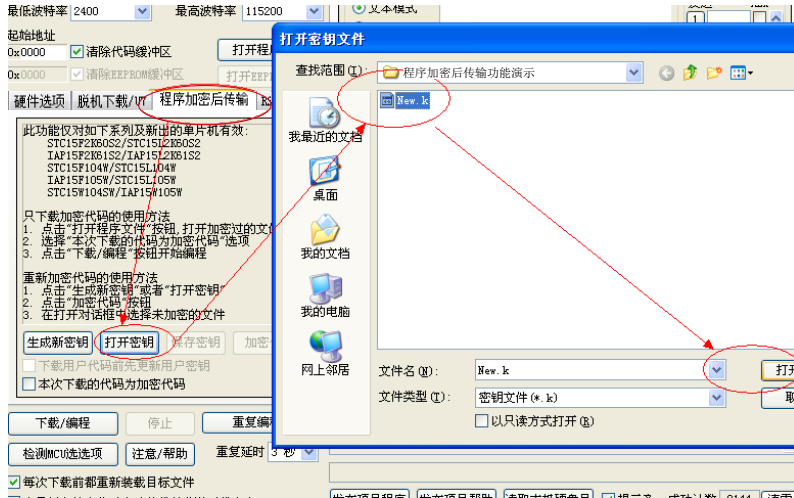 最低波特率 2400
最高波特率 115200
文本模式
起始地址
0x0000 清除代码缓冲区 打开程
0x0000 清除EEPROM缓冲区 打开EEP
硬件选项 脱机下载/U7 程序加密后传输
此功能仅对如下系列及新出的单片机有效:
STC15F2K60S2/STC15L2K60S2
IAP15F2K61S2/IAP15L2K61S2
STC15F104W/STC15L104W
IAP15F105W/STC15L105W
STC15W104SW/IAP15W105W
只下载加密代码的使用方法
1. 点击"打开程序文件"按钮,打开加密过的文
2. 选择"本次下载的代码为加密代码"选项
3. 点击"下载/编程"按钮开始编程
重新加密代码的使用方法
1. 点击"生成新密钥"或者"打开密钥"
2. 点击"加密代码"按钮
3. 在打开对话框中选择未加密的文件
生成新密钥 打开密钥 保存密钥 加密
下载用户代码前先更新用户密钥
本次下载的代码为加密代码
下载/编程 停止 重复编
检测MCU选选项 注意/帮助 重复延时 3 秒
每次下载前都重新装载目标文件
打开密钥文件
查找范围(I): 程序加密后传输功能演示
New.k
我最近的文档
桌面
我的文档
我的电脑
网上邻居
文件名(N): New.k 打开
文件类型(T): 密钥文件(*.k) 取
以只读方式打开(R)